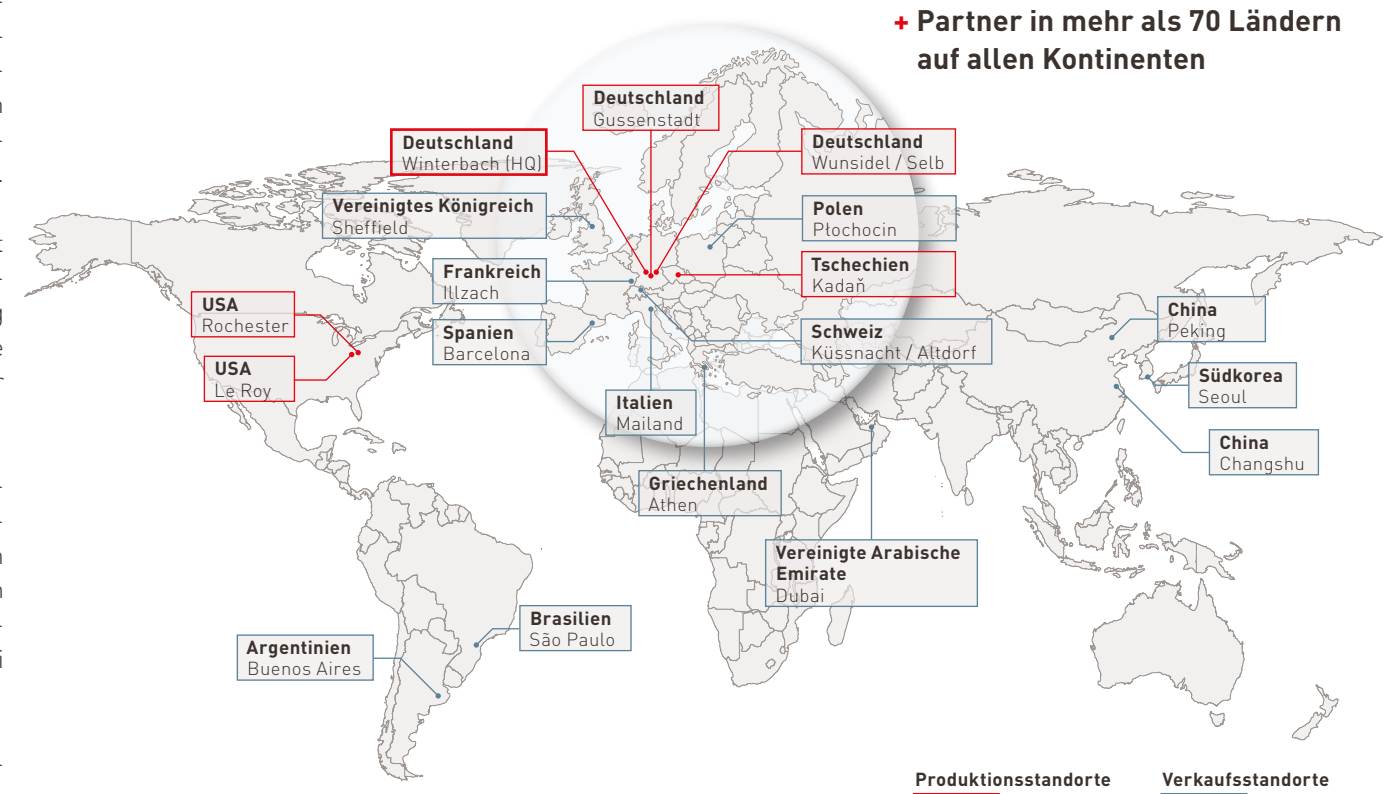 + Partner in mehr als 70 Ländern
auf allen Kontinenten
Deutschland
Gussenstadt
Deutschland
Winterbach (HQ)
Deutschland
Wunsidel / Selb
Vereinigtes Königreich
Sheffield
Polen
Płochocin
Frankreich
Illzach
Tschechien
Kadaň
USA
Rochester
Spanien
Barcelona
Schweiz
Küssnacht / Altdorf
China
Peking
USA
Le Roy
Südkorea
Seoul
Italien
Mailand
China
Changshu
Griechenland
Athen
Vereinigte Arabische
Emirate
Dubai
Brasilien
São Paulo
Argentinien
Buenos Aires
Produktionsstandorte
Verkaufsstandorte